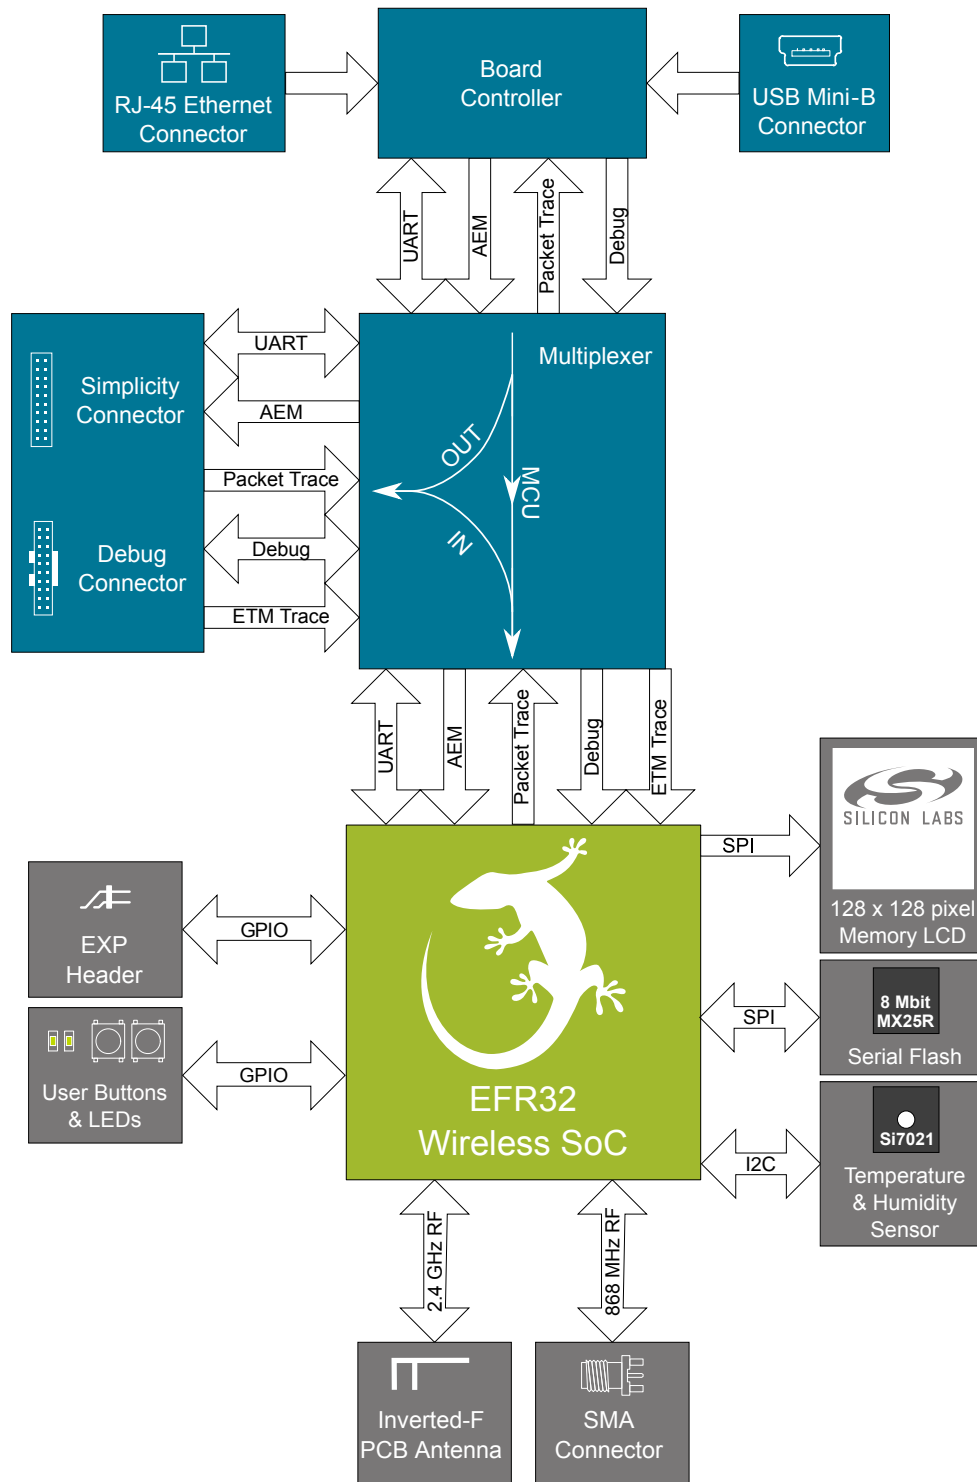 RJ-45 Ethernet
Connector
Board
Controller
USB Mini-B
Connector
UART
AEM
Packet Trace
Debug
Simplicity
Connector
Debug
Connector
UART
AEM
Packet Trace
Debug
ETM Trace
Multiplexer
OUT
IN
MCU
UART
AEM
Packet Trace
Debug
ETM Trace
SPI
SILICON LABS
128 x 128 pixel
Memory LCD
EXP
Header
GPIO
User Buttons
& LEDs
GPIO
EFR32
Wireless SoC
SPI
8 Mbit
MX25R
Serial Flash
I2C
Si7021
Temperature
& Humidity
Sensor
2.4 GHz RF
868 MHz RF
Inverted-F
PCB Antenna
SMA
Connector